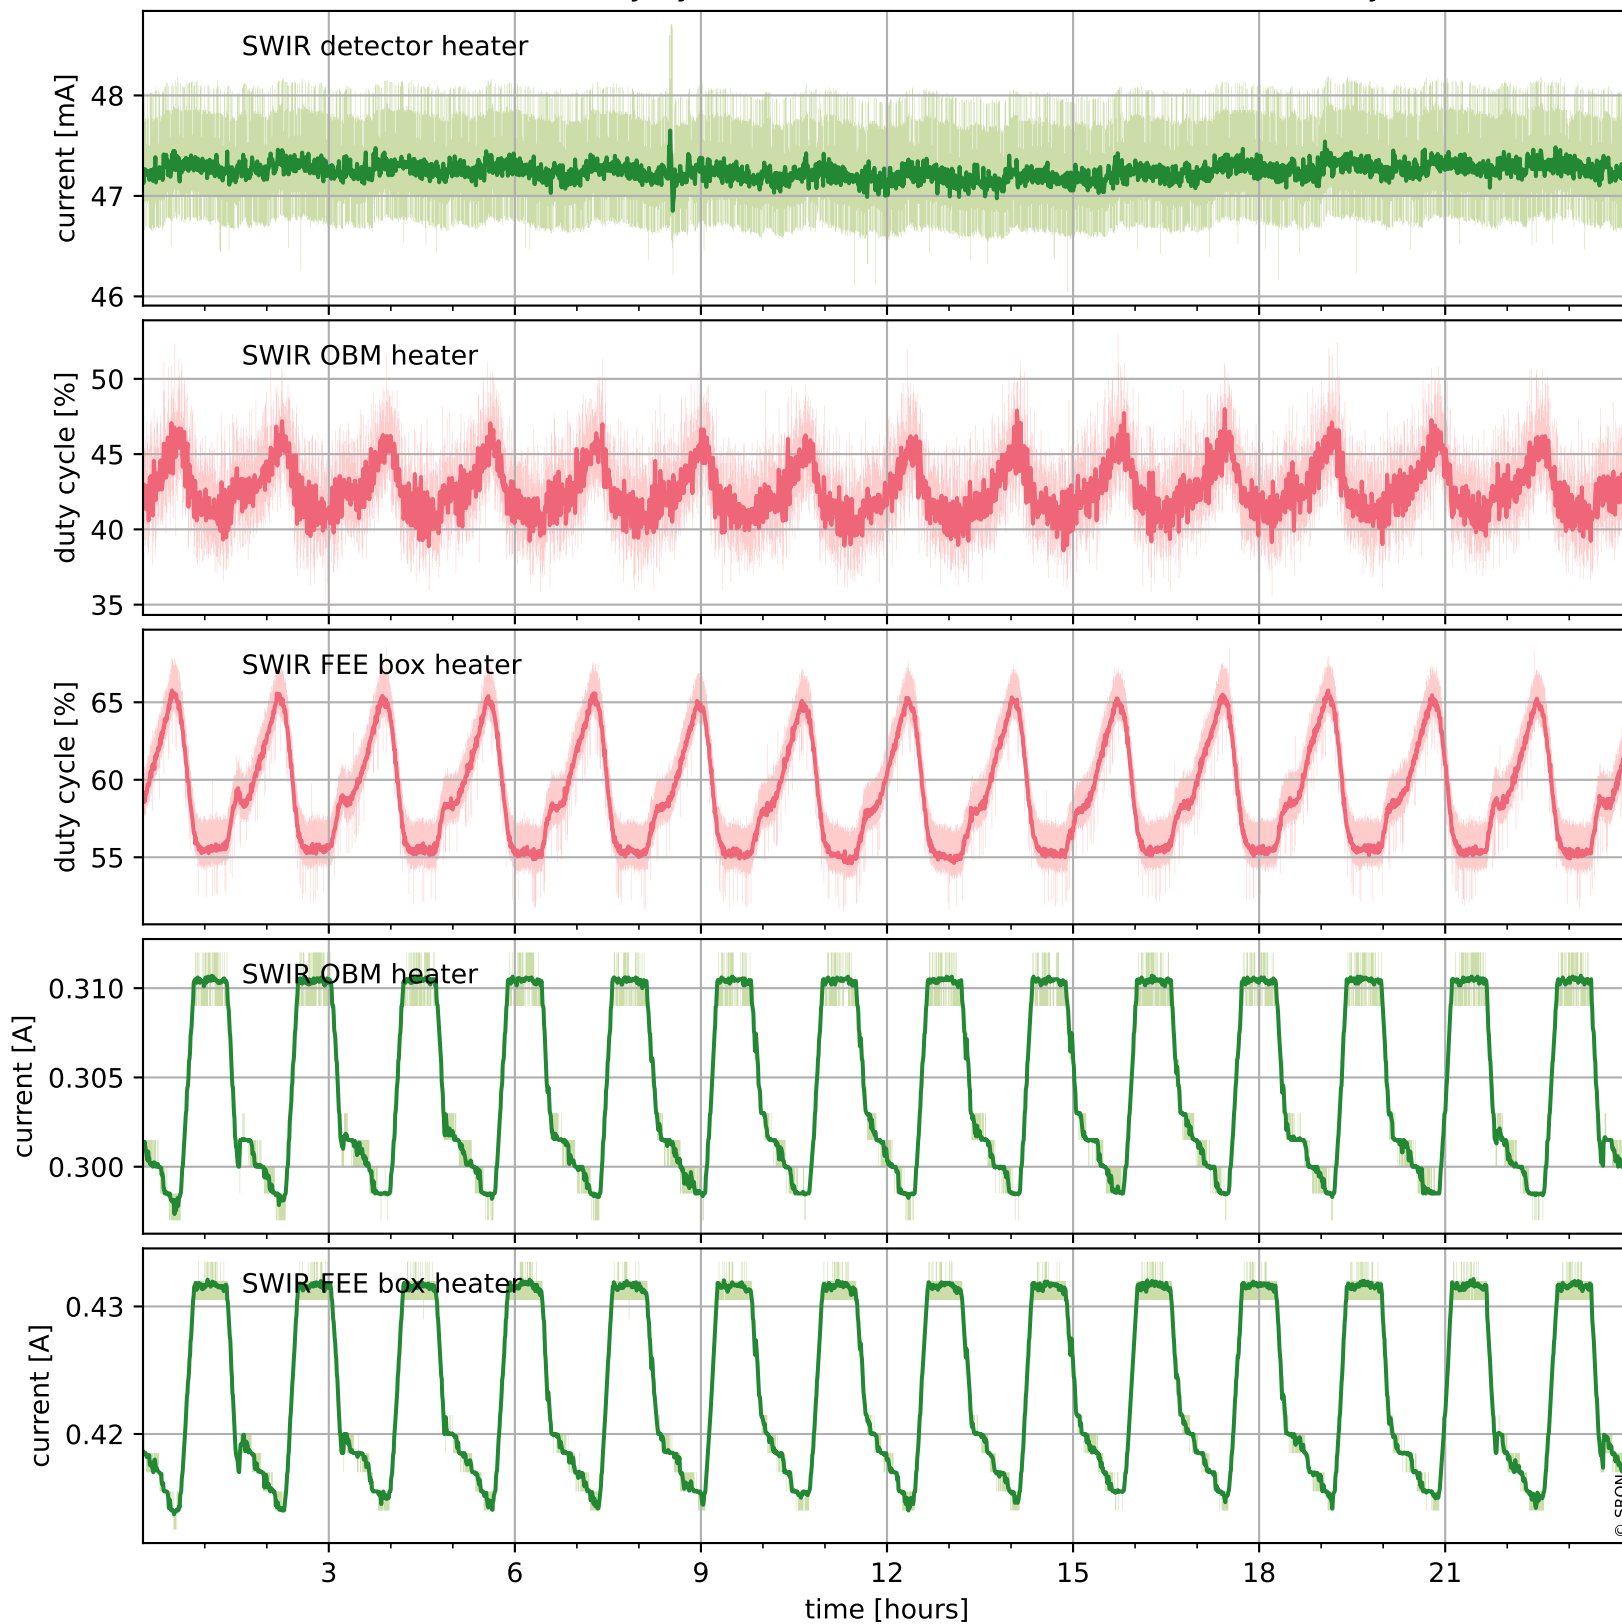 SWIR detector heater
current [mA]
48
47
46
SWIR OBM heater
duty cycle [%]
50
45
40
35
SWIR FEE box heater
duty cycle [%]
65
60
55
SWIR OBM heater
current [A]
0.310
0.305
0.300
SWIR FEE box heater
current [A]
0.43
0.42
3 6 9 12 15 18 21
time [hours]
© SRON